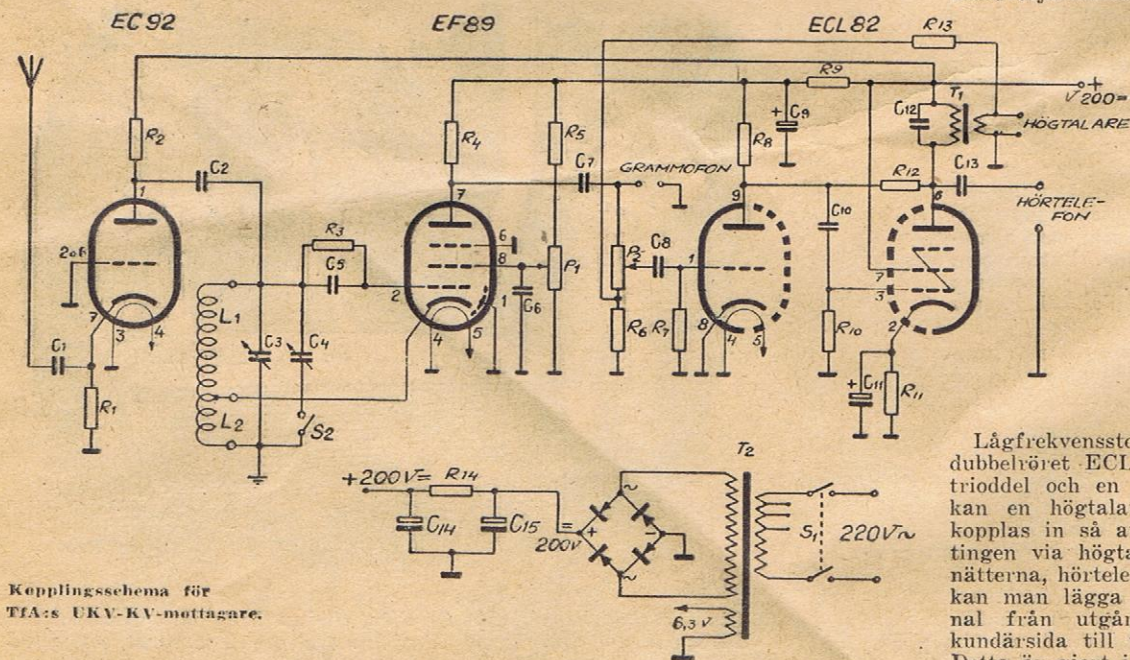 EC92
EF89
ECL82
R13
R9
+
V 200=
T1
C12
HÖGTALARE
R2
C2
R4
R5
C7
GRAMMOFON
R8
+ C9
R12
C13
HÖRTELE-
FON
1
7
9
6
2 o 6
R3
C5
6
8
P1
P2
C8
1
C10
7
3
2
1
C6
7
3
4
L1
C3
C4
4
5
R6
R7
8
4
5
R10
2
C1
R1
L2
S2
+
C11
R11
+200V=
R14
T2
C14
C15
=
200V
~
+
-
~
S1
220V~
6,3 V
Kopplingsschema för
TfA:s UKV-KV-mottagare.
Lågfrekvenssto
dubbelröret ECL
trioddel och en
kan en högtala
kopplas in så a
tingen via högta
nätterna, hörtele
kan man lägga
nal från utgån
kundärsida till